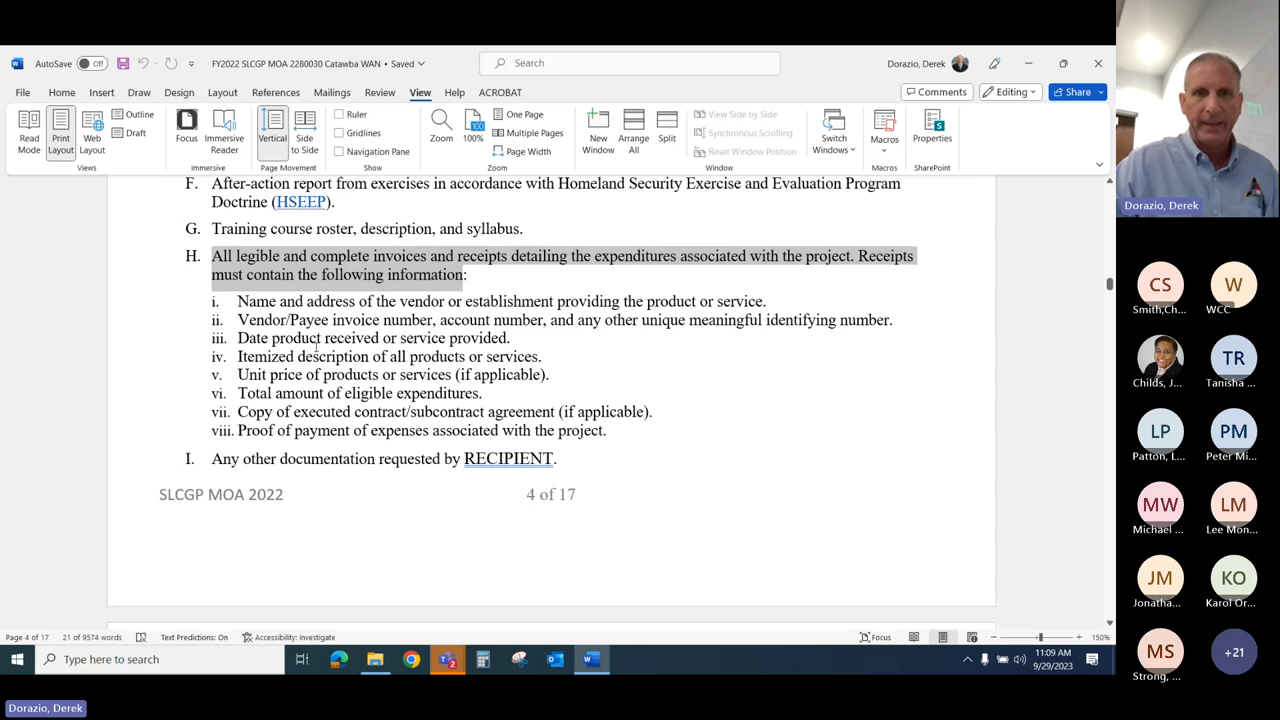 AutoSave Off FY2022 SLCGP MOA 2280030 Catawba WAN • Saved Search Dorazio, Derek
File Home Insert Draw Design Layout References Mailings Review View Help ACROBAT Comments Editing Share
Read Mode
Print Layout
Web Layout
Outline
Draft
Views
Focus
Immersive Reader
Immersive
Vertical
Side to Side
Page Movement
Ruler
Gridlines
Navigation Pane
Show
Zoom
100%
One Page
Multiple Pages
Page Width
Zoom
New Window
Arrange All
Split
View Side by Side
Synchronous Scrolling
Reset Window Position
Window
Switch Windows
Macros
Macros
Properties
SharePoint
F. After-action report from exercises in accordance with Homeland Security Exercise and Evaluation Program
Doctrine (HSEEP).
G. Training course roster, description, and syllabus.
H. All legible and complete invoices and receipts detailing the expenditures associated with the project. Receipts
must contain the following information:
i. Name and address of the vendor or establishment providing the product or service.
ii. Vendor/Payee invoice number, account number, and any other unique meaningful identifying number.
iii. Date product received or service provided.
iv. Itemized description of all products or services.
v. Unit price of products or services (if applicable).
vi. Total amount of eligible expenditures.
vii. Copy of executed contract/subcontract agreement (if applicable).
viii. Proof of payment of expenses associated with the project.
I. Any other documentation requested by RECIPIENT.
SLCGP MOA 2022 4 of 17
Page 4 of 17 21 of 9574 words Text Predictions: On Accessibility: Investigate Focus 150%
Type here to search
11:09 AM
9/29/2023
Dorazio, Derek
Dorazio, Derek
CS W
Smith,Ch... WCC
TR
Childs, J... Tanisha ...
LP PM
Patton, L... Peter Mi...
MW LM
Michael ... Lee Mon...
JM KO
Jonatha... Karol Or...
MS +21
Strong, ...